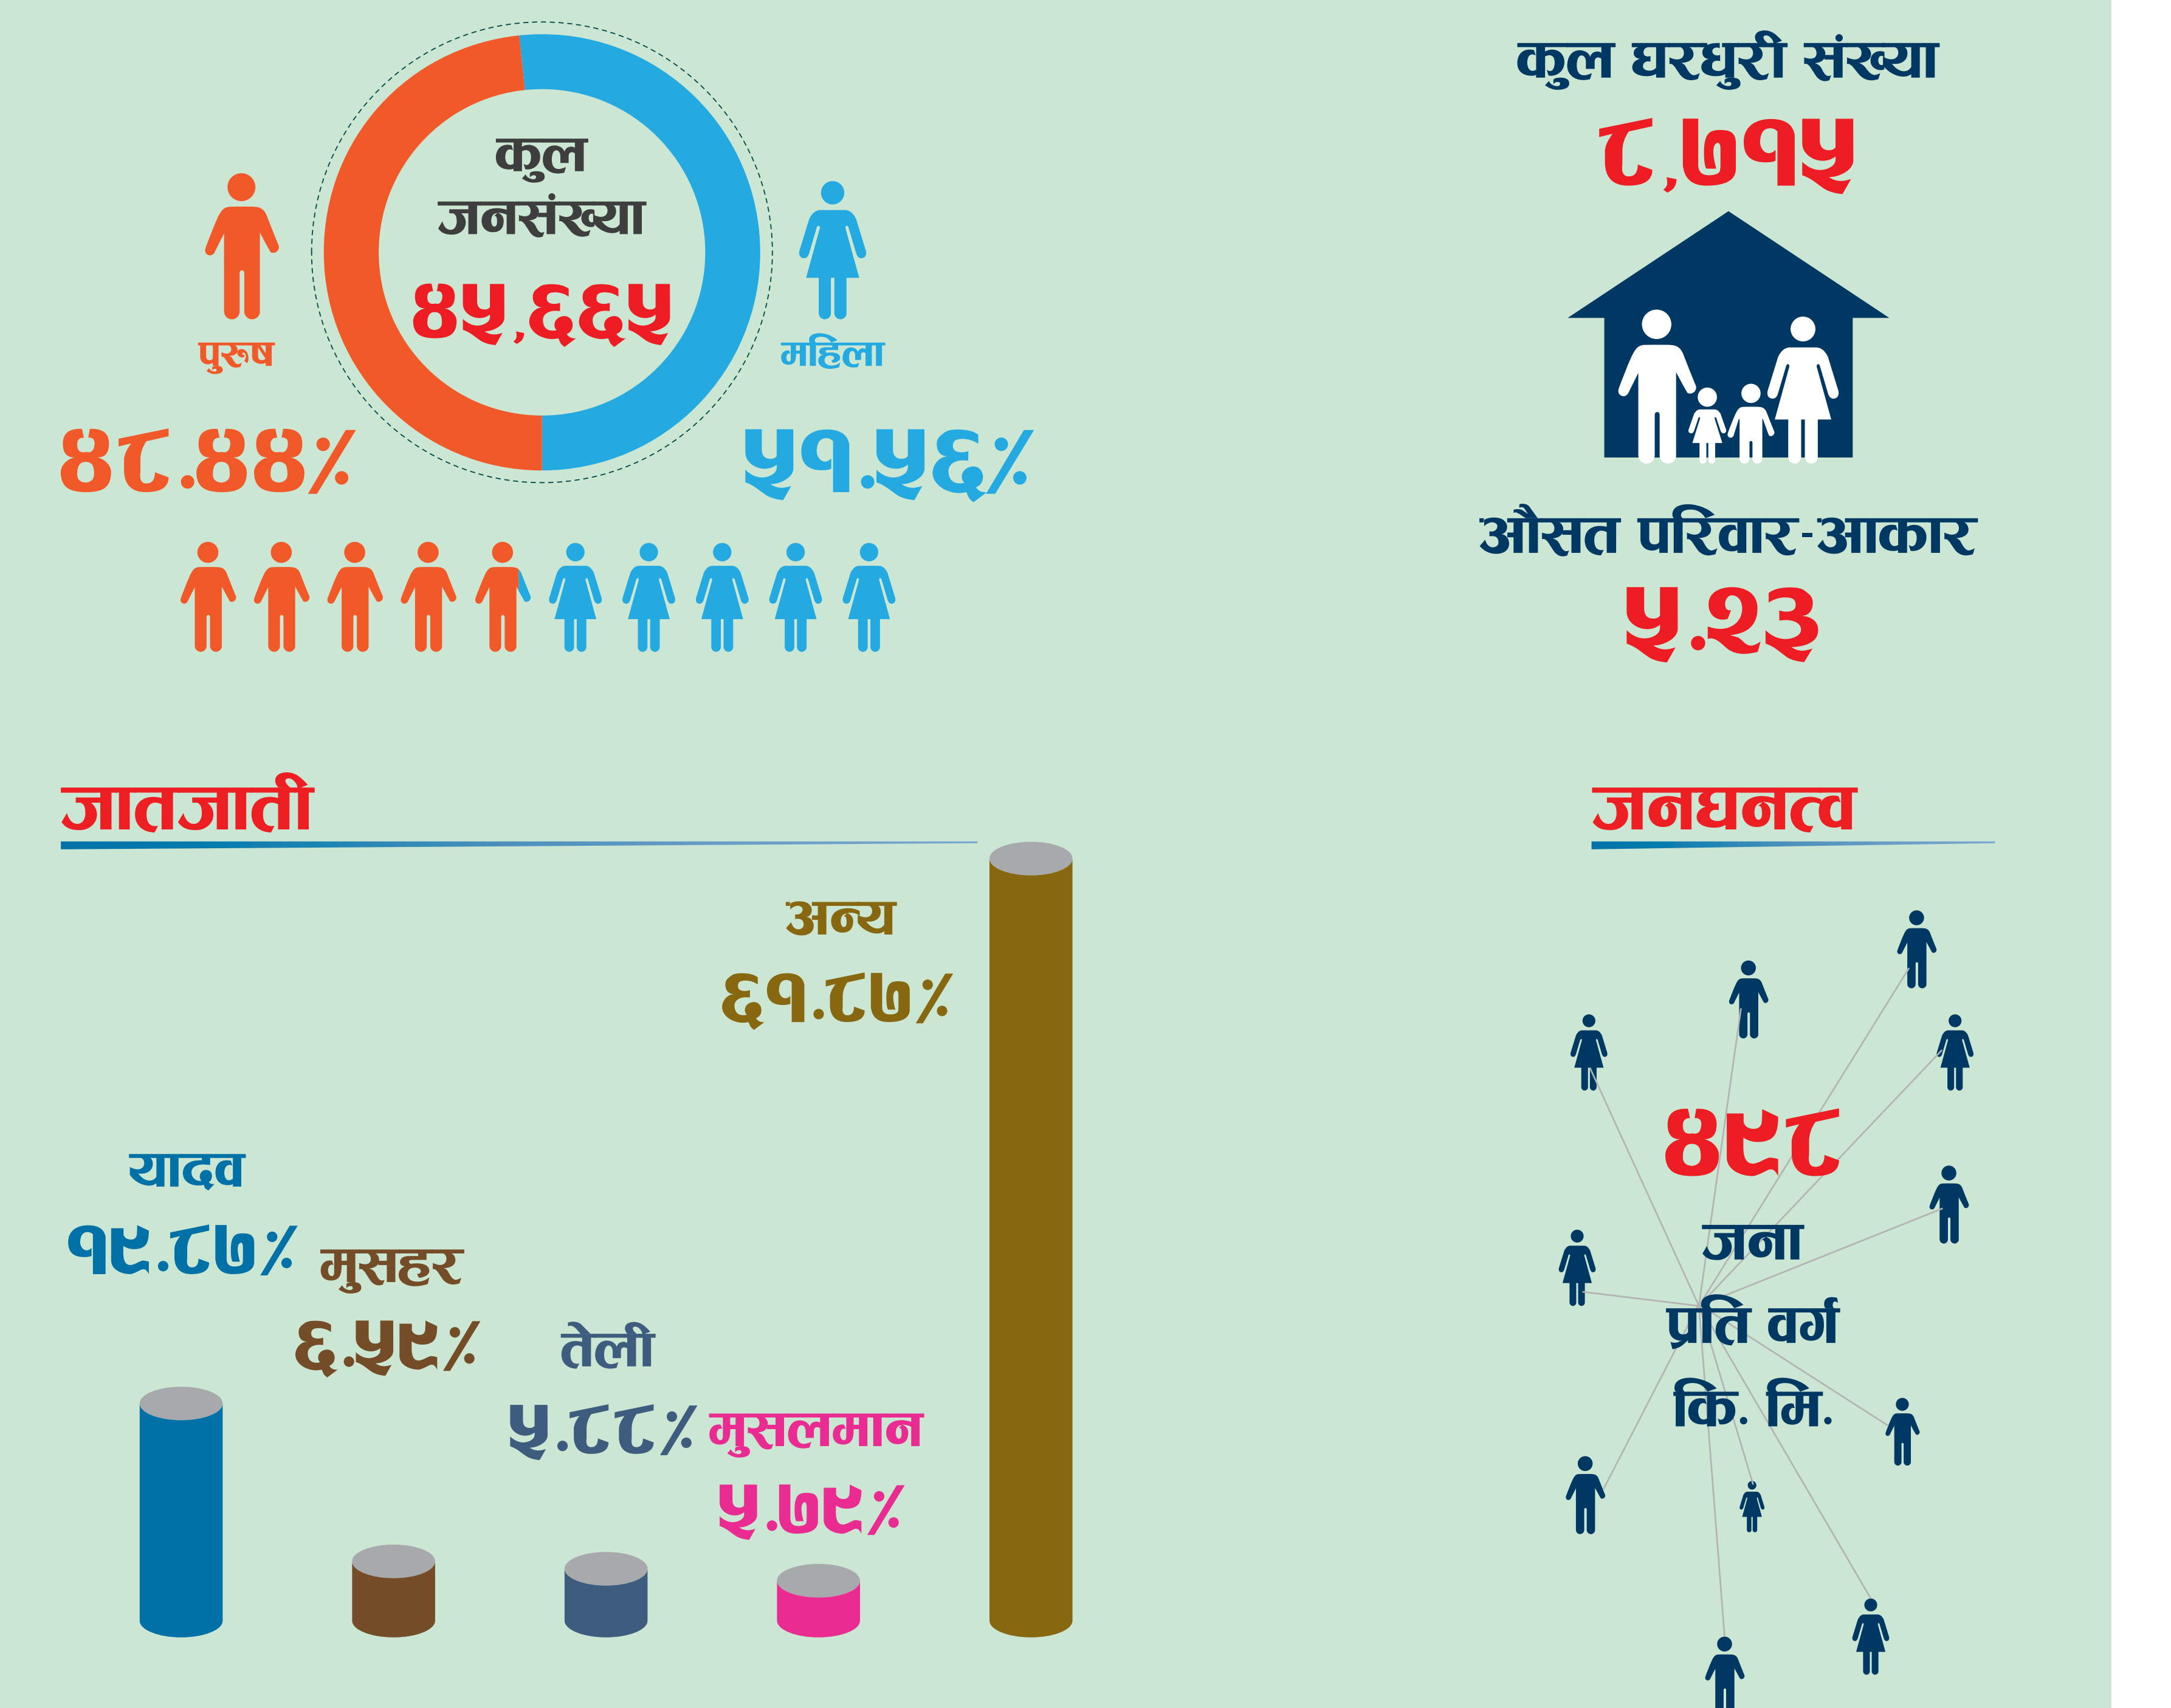 कुल
जनसंख्या
४५,६६५
पुरुष
४८.४४%
महिला
५१.५६%
कुल घरधुरी संख्या
८,७१५
औसत परिवार-आकार
५.२३
जातजाती
यादव
१९.८७%
मुसहर
६.५९%
तेली
५.८८%
मुसलमान
५.७९%
अन्य
६१.८७%
जनघनत्व
४९८
जना
प्रति वर्ग
कि. मि.